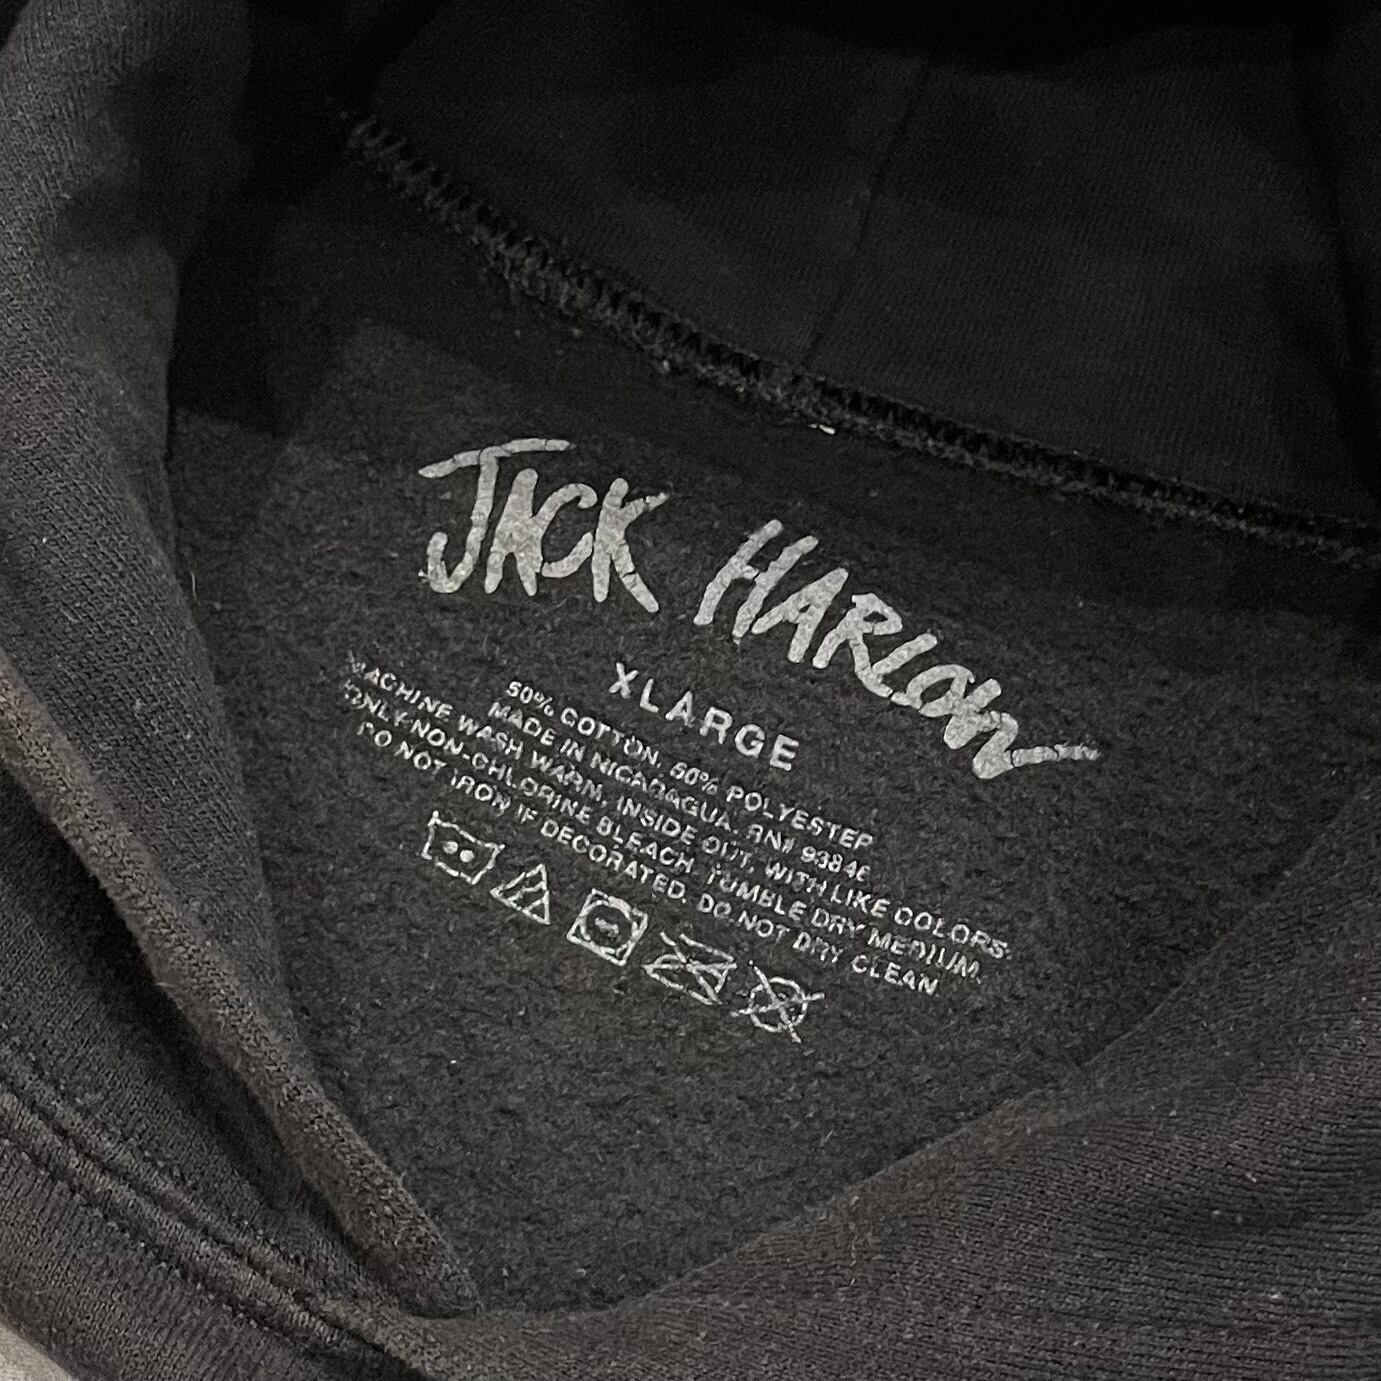 JACK HARLOW
XLARGE
50% COTTON, 50% POLYESTER
MADE IN NICARAGUA. RN# 93846
MACHINE WASH WARM, INSIDE OUT, WITH LIKE COLORS.
ONLY NON-CHLORINE BLEACH. TUMBLE DRY MEDIUM.
DO NOT IRON IF DECORATED. DO NOT DRY CLEAN.